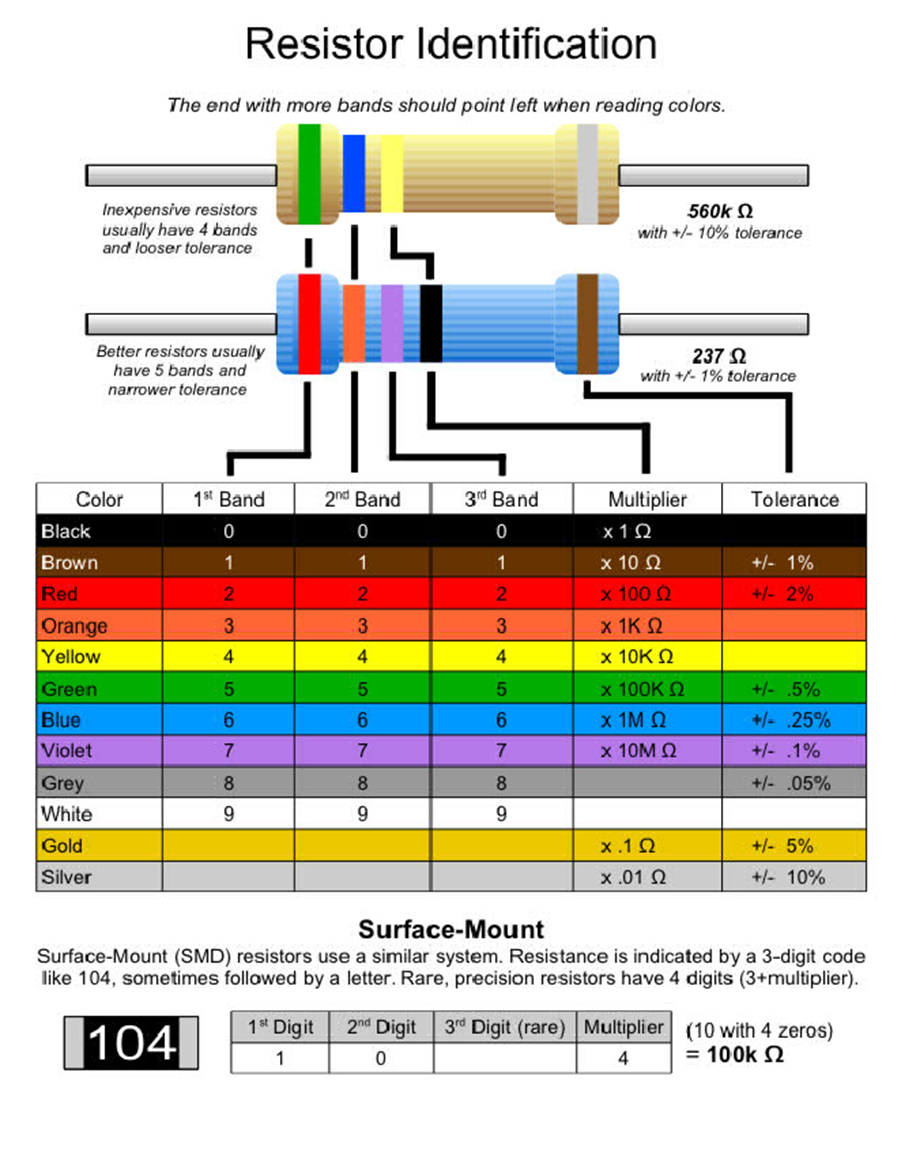 Resistor Identification
The end with more bands should point left when reading colors.
Inexpensive resistors
usually have 4 bands
and looser tolerance
560k Ω
with +/- 10% tolerance
Better resistors usually
have 5 bands and
narrower tolerance
237 Ω
with +/- 1% tolerance
Color 1st Band 2nd Band 3rd Band Multiplier Tolerance
Black 0 0 0 x 1 Ω
Brown 1 1 1 x 10 Ω +/- 1%
Red 2 2 2 x 100 Ω +/- 2%
Orange 3 3 3 x 1K Ω
Yellow 4 4 4 x 10K Ω
Green 5 5 5 x 100K Ω +/- .5%
Blue 6 6 6 x 1M Ω +/- .25%
Violet 7 7 7 x 10M Ω +/- .1%
Grey 8 8 8 +/- .05%
White 9 9 9
Gold x .1 Ω +/- 5%
Silver x .01 Ω +/- 10%
Surface-Mount
Surface-Mount (SMD) resistors use a similar system. Resistance is indicated by a 3-digit code
like 104, sometimes followed by a letter. Rare, precision resistors have 4 digits (3+multiplier).
104
1st Digit 2nd Digit 3rd Digit (rare) Multiplier
1 0 4
(10 with 4 zeros)
= 100k Ω